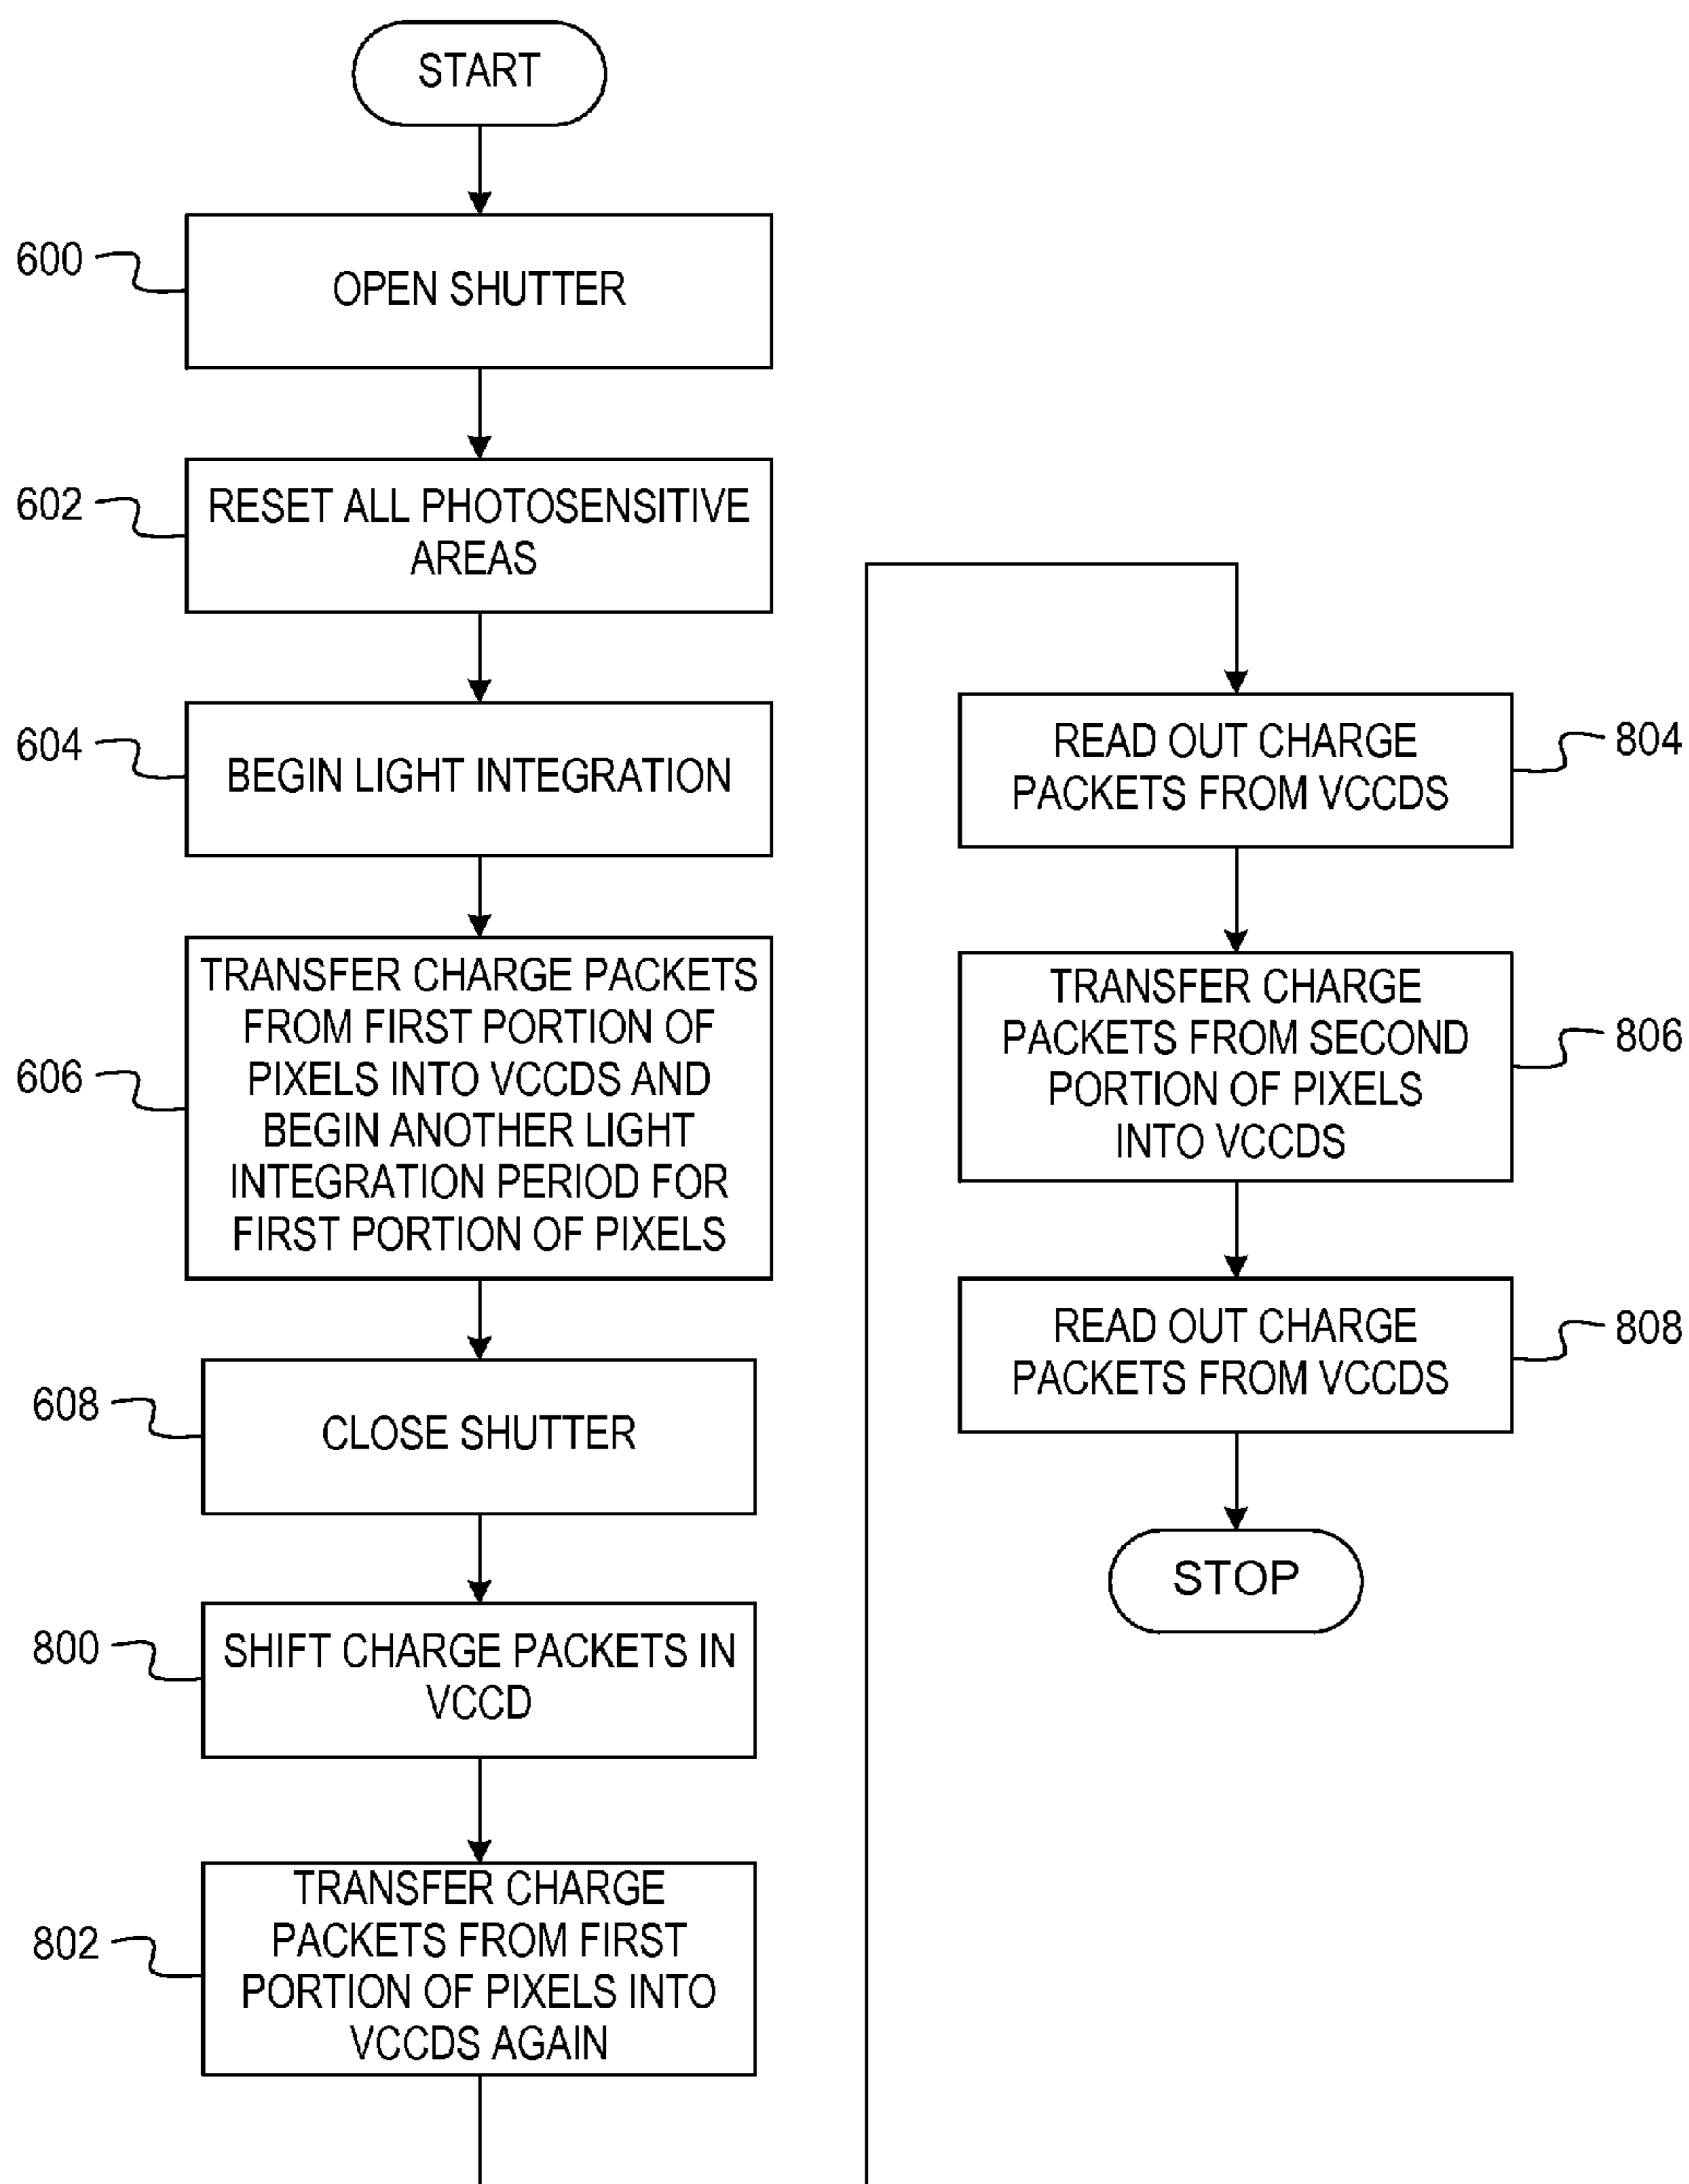 START
600
OPEN SHUTTER
602
RESET ALL PHOTOSENSITIVE
AREAS
604
BEGIN LIGHT INTEGRATION
606
TRANSFER CHARGE PACKETS
FROM FIRST PORTION OF
PIXELS INTO VCCDS AND
BEGIN ANOTHER LIGHT
INTEGRATION PERIOD FOR
FIRST PORTION OF PIXELS
608
CLOSE SHUTTER
800
SHIFT CHARGE PACKETS IN
VCCD
802
TRANSFER CHARGE
PACKETS FROM FIRST
PORTION OF PIXELS INTO
VCCDS AGAIN
READ OUT CHARGE
PACKETS FROM VCCDS
804
TRANSFER CHARGE
PACKETS FROM SECOND
PORTION OF PIXELS
INTO VCCDS
806
READ OUT CHARGE
PACKETS FROM VCCDS
808
STOP